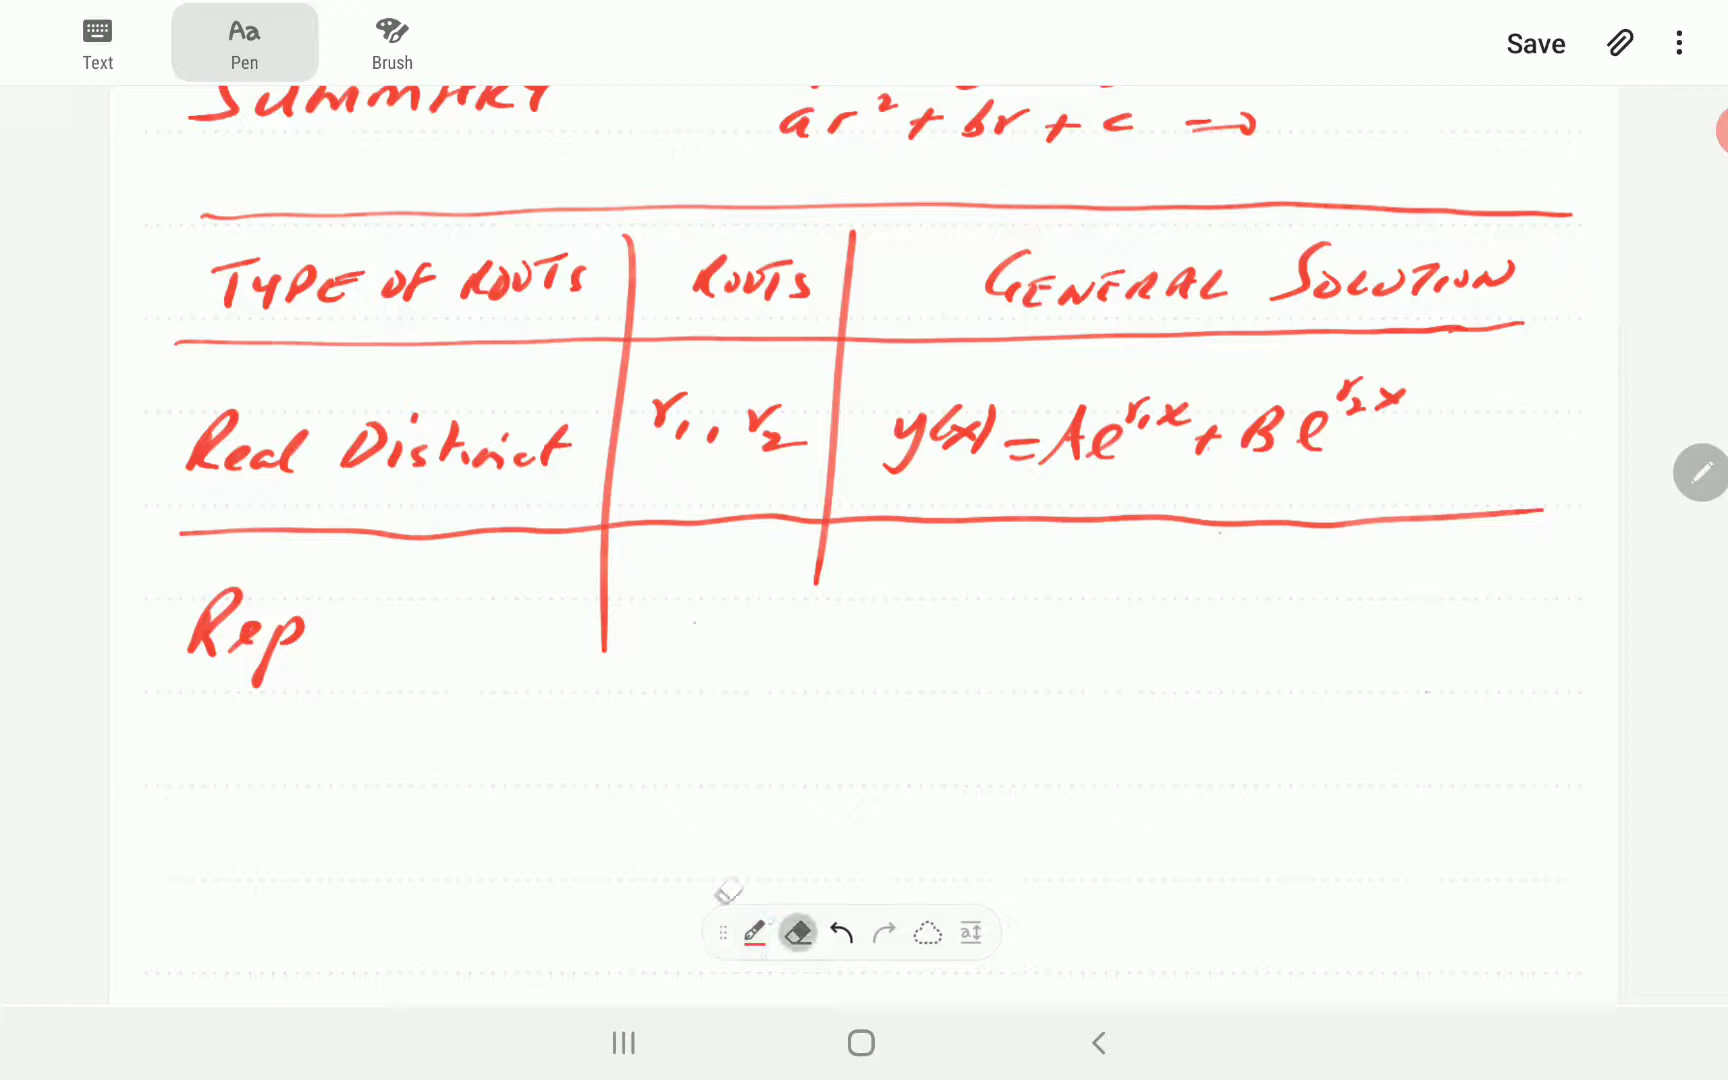 Text Pen Brush Save
SUMMARY
ar² + br + c = 0
TYPE OF ROOTS ROOTS GENERAL SOLUTION
Real Distinct r₁, r₂ y(x) = Ae^r₁x + Be^r₂x
Rep